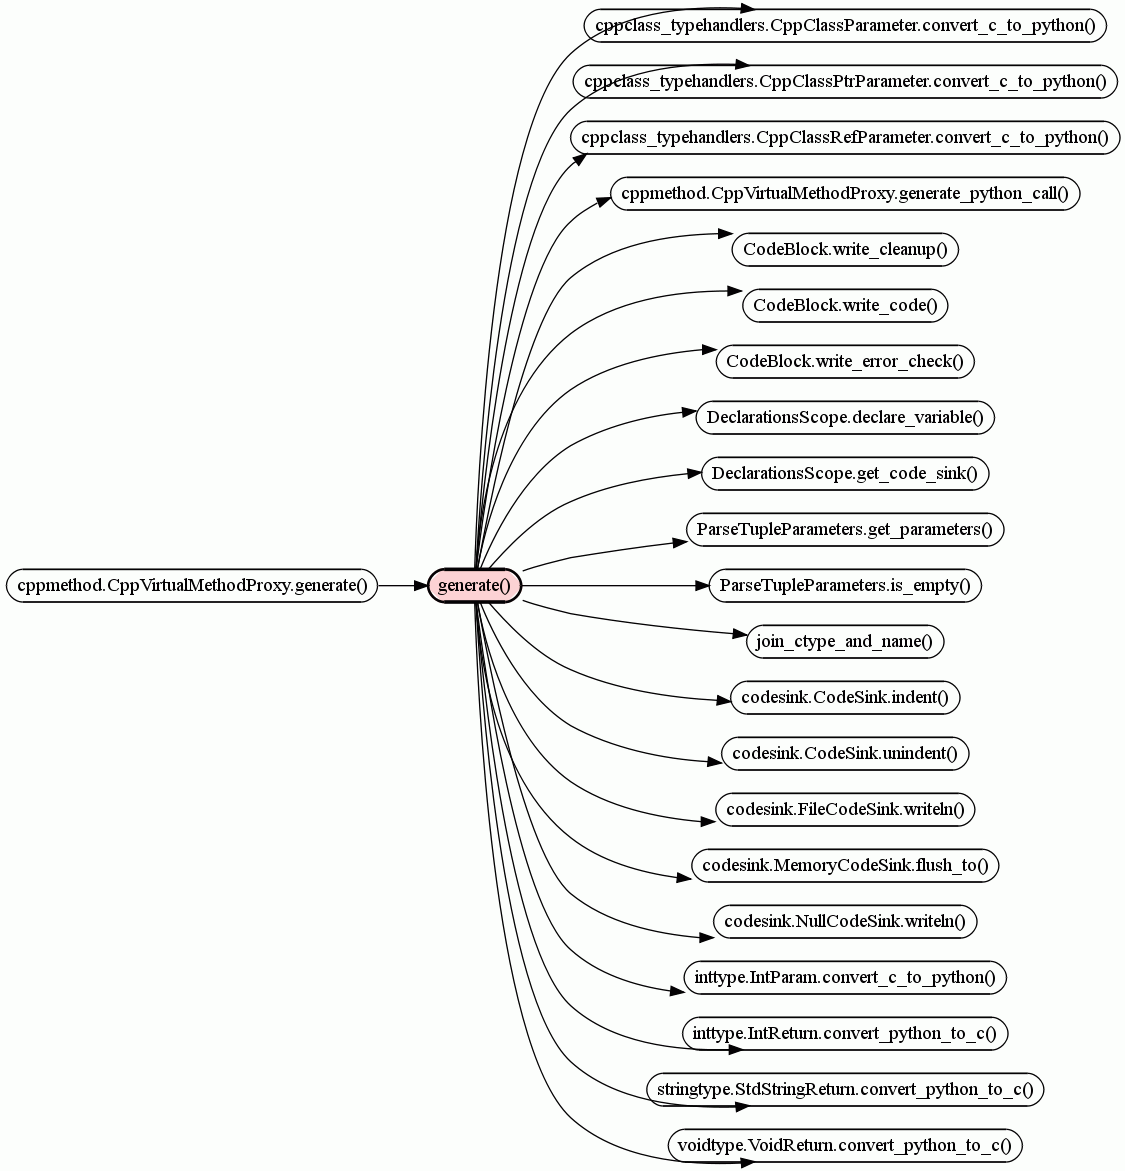 cppclass_typehandlers.CppClassParameter.convert_c_to_python()
cppclass_typehandlers.CppClassPtrParameter.convert_c_to_python()
cppclass_typehandlers.CppClassRefParameter.convert_c_to_python()
cppmethod.CppVirtualMethodProxy.generate_python_call()
CodeBlock.write_cleanup()
CodeBlock.write_code()
CodeBlock.write_error_check()
DeclarationsScope.declare_variable()
DeclarationsScope.get_code_sink()
ParseTupleParameters.get_parameters()
cppmethod.CppVirtualMethodProxy.generate()
generate()
ParseTupleParameters.is_empty()
join_ctype_and_name()
codesink.CodeSink.indent()
codesink.CodeSink.unindent()
codesink.FileCodeSink.writeln()
codesink.MemoryCodeSink.flush_to()
codesink.NullCodeSink.writeln()
inttype.IntParam.convert_c_to_python()
inttype.IntReturn.convert_python_to_c()
stringtype.StdStringReturn.convert_python_to_c()
voidtype.VoidReturn.convert_python_to_c()